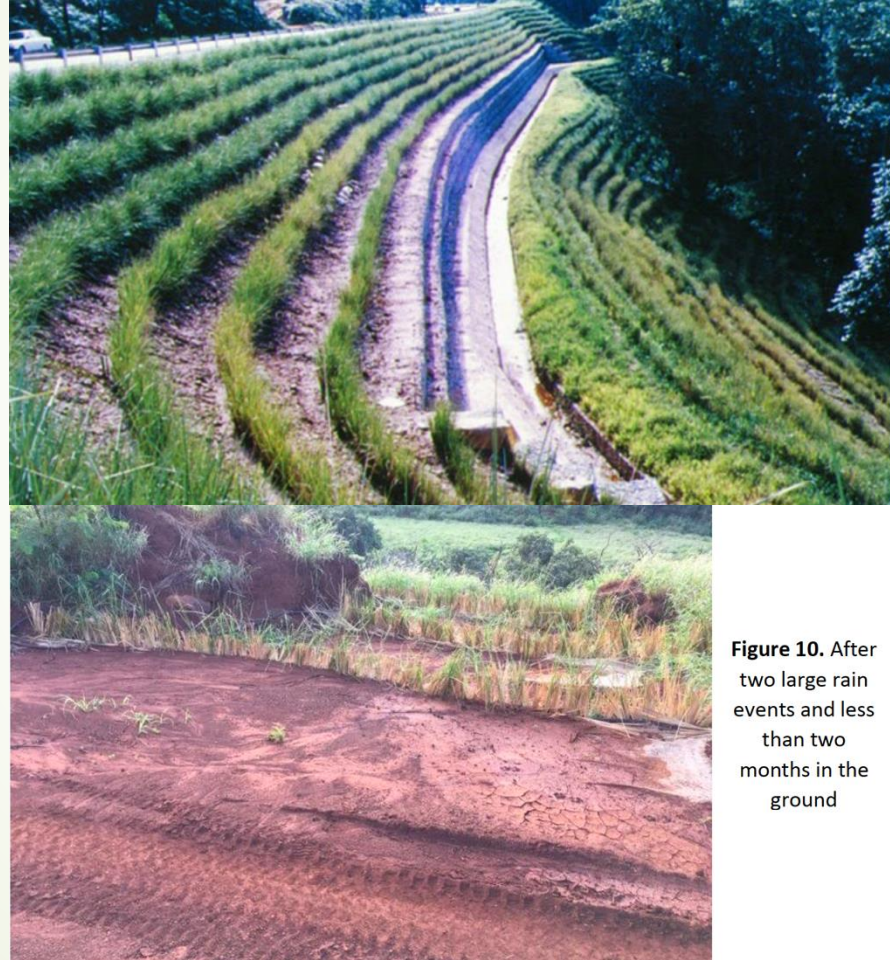 Figure 10. After
two large rain
events and less
than two
months in the
ground